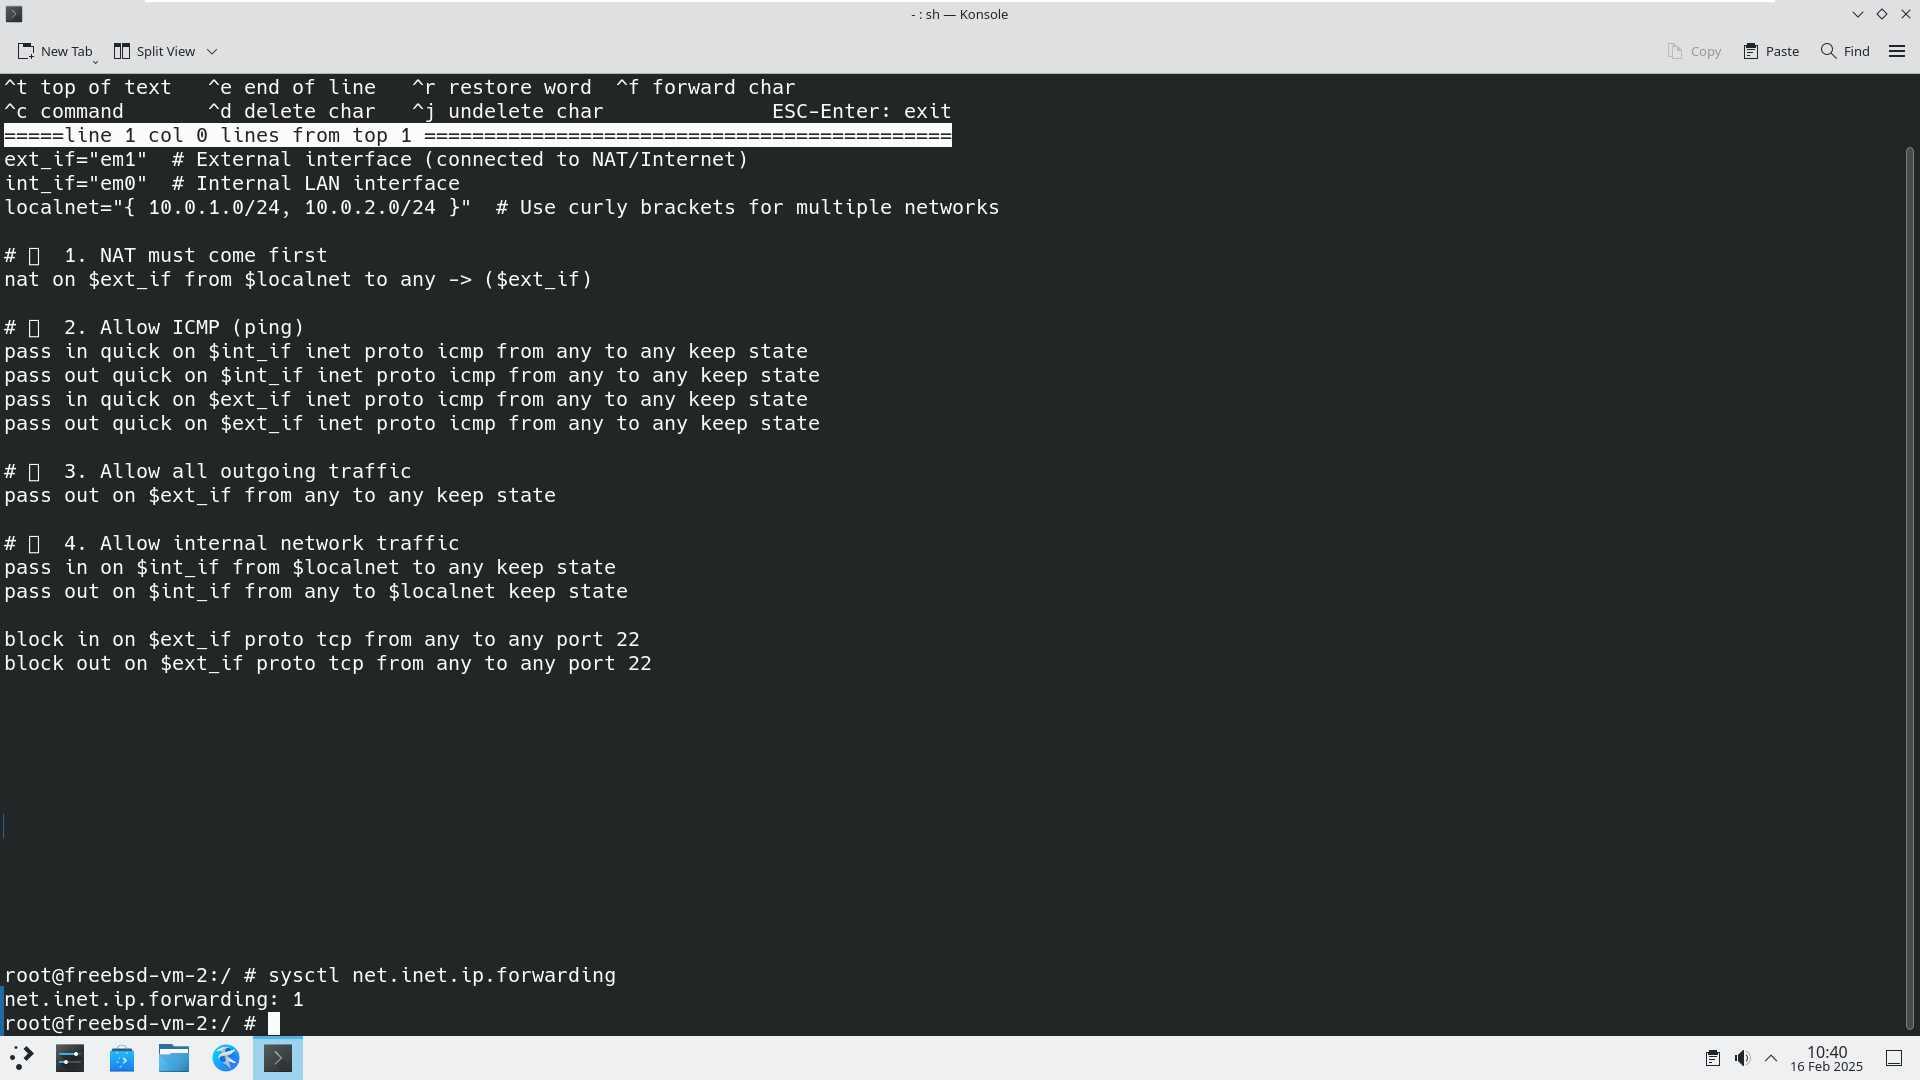 - : sh — Konsole
New Tab Split View Copy Paste Find
^t top of text   ^e end of line   ^r restore word  ^f forward char
^c command       ^d delete char   ^j undelete char              ESC-Enter: exit
=====line 1 col 0 lines from top 1 ============================================
ext_if="em1"  # External interface (connected to NAT/Internet)
int_if="em0"  # Internal LAN interface
localnet="{ 10.0.1.0/24, 10.0.2.0/24 }"  # Use curly brackets for multiple networks
# ▯  1. NAT must come first
nat on $ext_if from $localnet to any -> ($ext_if)
# ▯  2. Allow ICMP (ping)
pass in quick on $int_if inet proto icmp from any to any keep state
pass out quick on $int_if inet proto icmp from any to any keep state
pass in quick on $ext_if inet proto icmp from any to any keep state
pass out quick on $ext_if inet proto icmp from any to any keep state
# ▯  3. Allow all outgoing traffic
pass out on $ext_if from any to any keep state
# ▯  4. Allow internal network traffic
pass in on $int_if from $localnet to any keep state
pass out on $int_if from any to $localnet keep state
block in on $ext_if proto tcp from any to any port 22
block out on $ext_if proto tcp from any to any port 22
root@freebsd-vm-2:/ # sysctl net.inet.ip.forwarding
net.inet.ip.forwarding: 1
root@freebsd-vm-2:/ #
10:40
16 Feb 2025